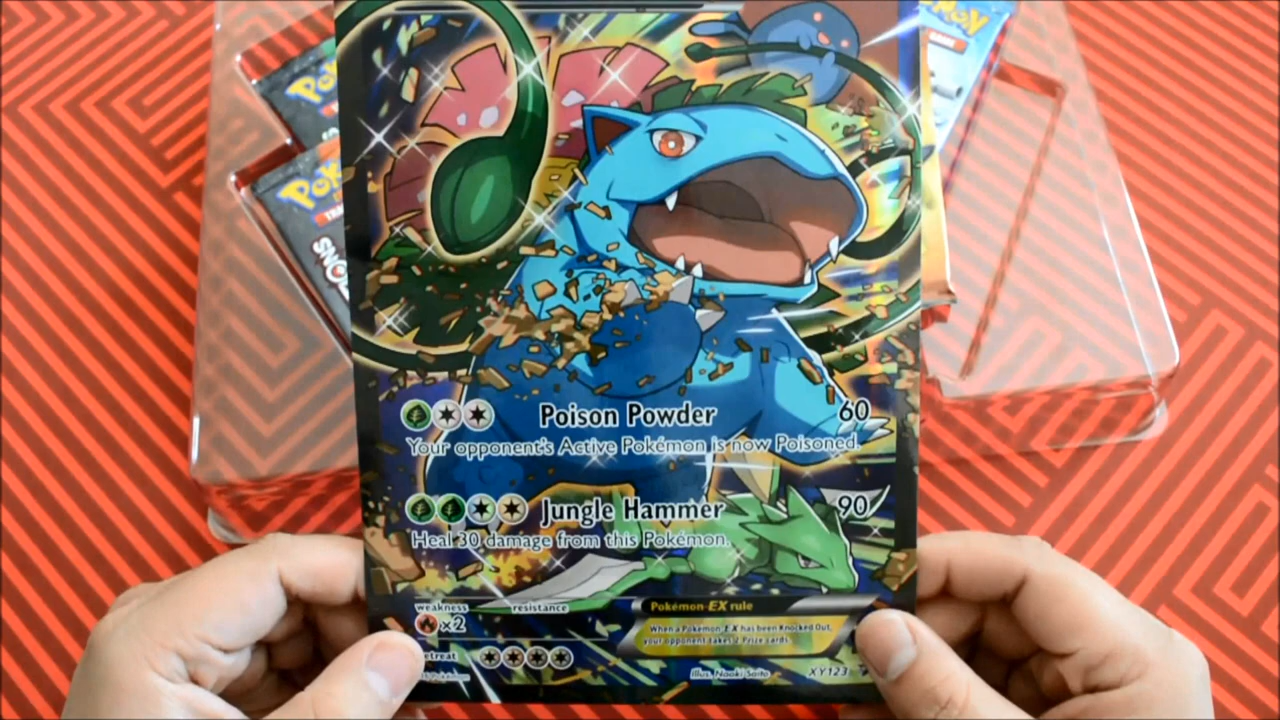 Pokémon
GAME
Poison Powder 60
Your opponent's Active Pokémon is now Poisoned.
Jungle Hammer 90
Heal 30 damage from this Pokémon.
weakness resistance
x2
Pokémon-EX rule
When a Pokémon-EX has been Knocked Out,
your opponent takes 2 Prize cards.
retreat
Illus. Naoki Saito XY123